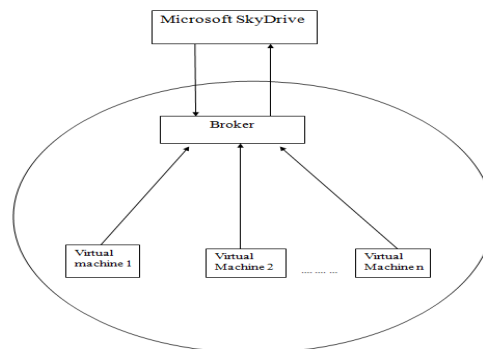 Microsoft SkyDrive
Broker
Virtual
machine 1
Virtual
Machine 2
... ... ...
Virtual
Machine n